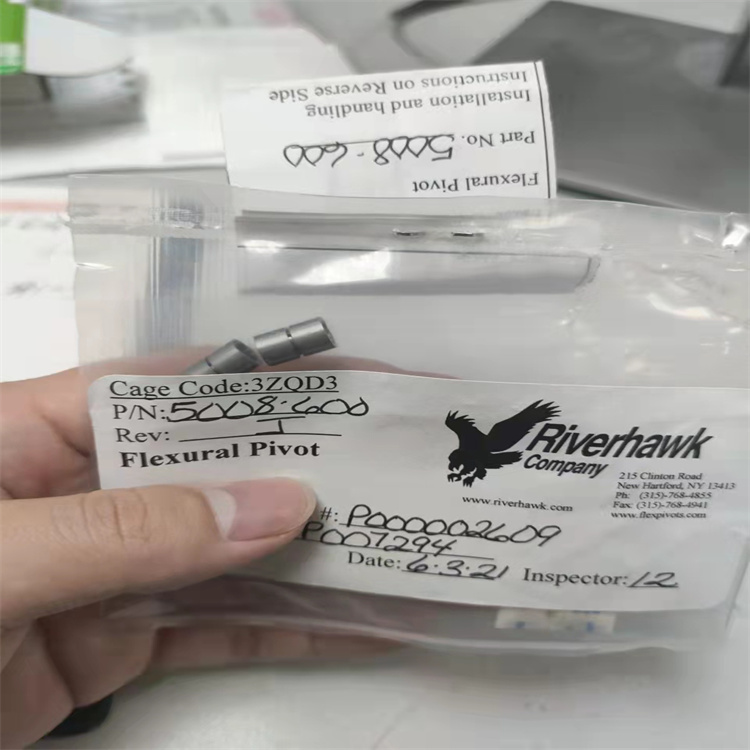 Flexural Pivot
Part No. 5008-600
Installation and handling
Instructions on Reverse Side
Cage Code:3ZQD3
P/N: 5008-600
Rev: I
Flexural Pivot
Riverhawk
Company
www.riverhawk.com
215 Clinton Road
New Hartford, NY 13413
Ph: (315)-768-4855
Fax: (315)-768-4941
www.flexpivots.com
#: P000002609
P007294
Date: 6.3.21 Inspector: 12